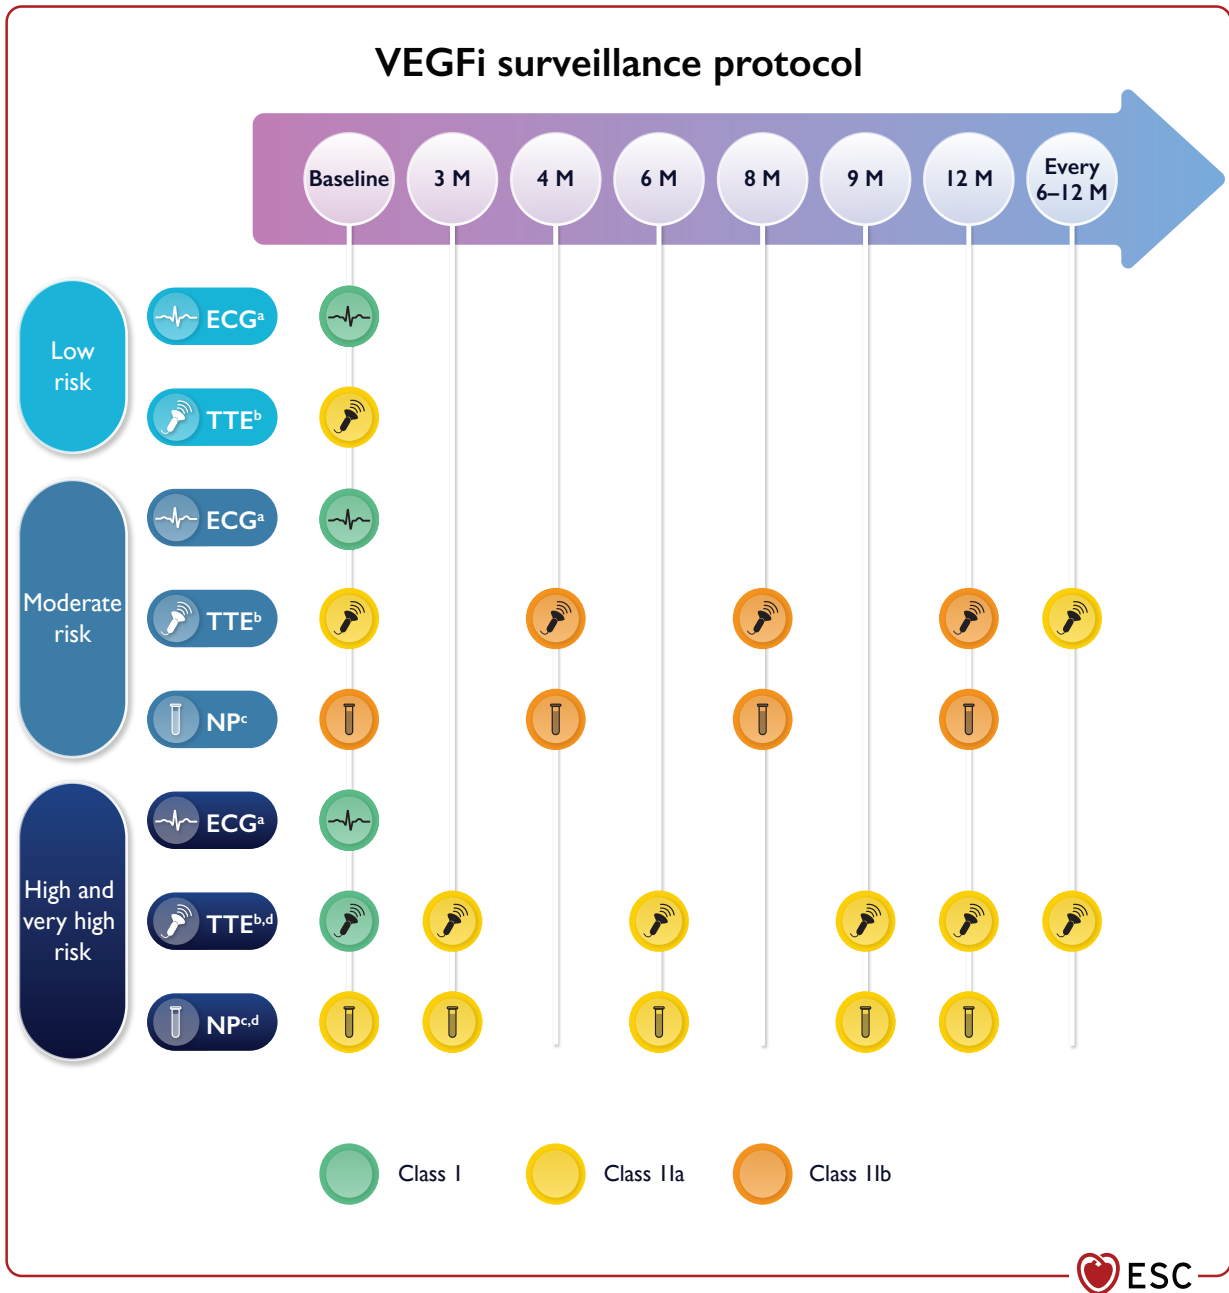 VEGFi surveillance protocol
Baseline
3 M
4 M
6 M
8 M
9 M
12 M
Every
6–12 M
Low
risk
ECGᵃ
TTEᵇ
Moderate
risk
ECGᵃ
TTEᵇ
NPᶜ
High and
very high
risk
ECGᵃ
TTEᵇ,ᵈ
NPᶜ,ᵈ
Class I
Class IIa
Class IIb
ESC